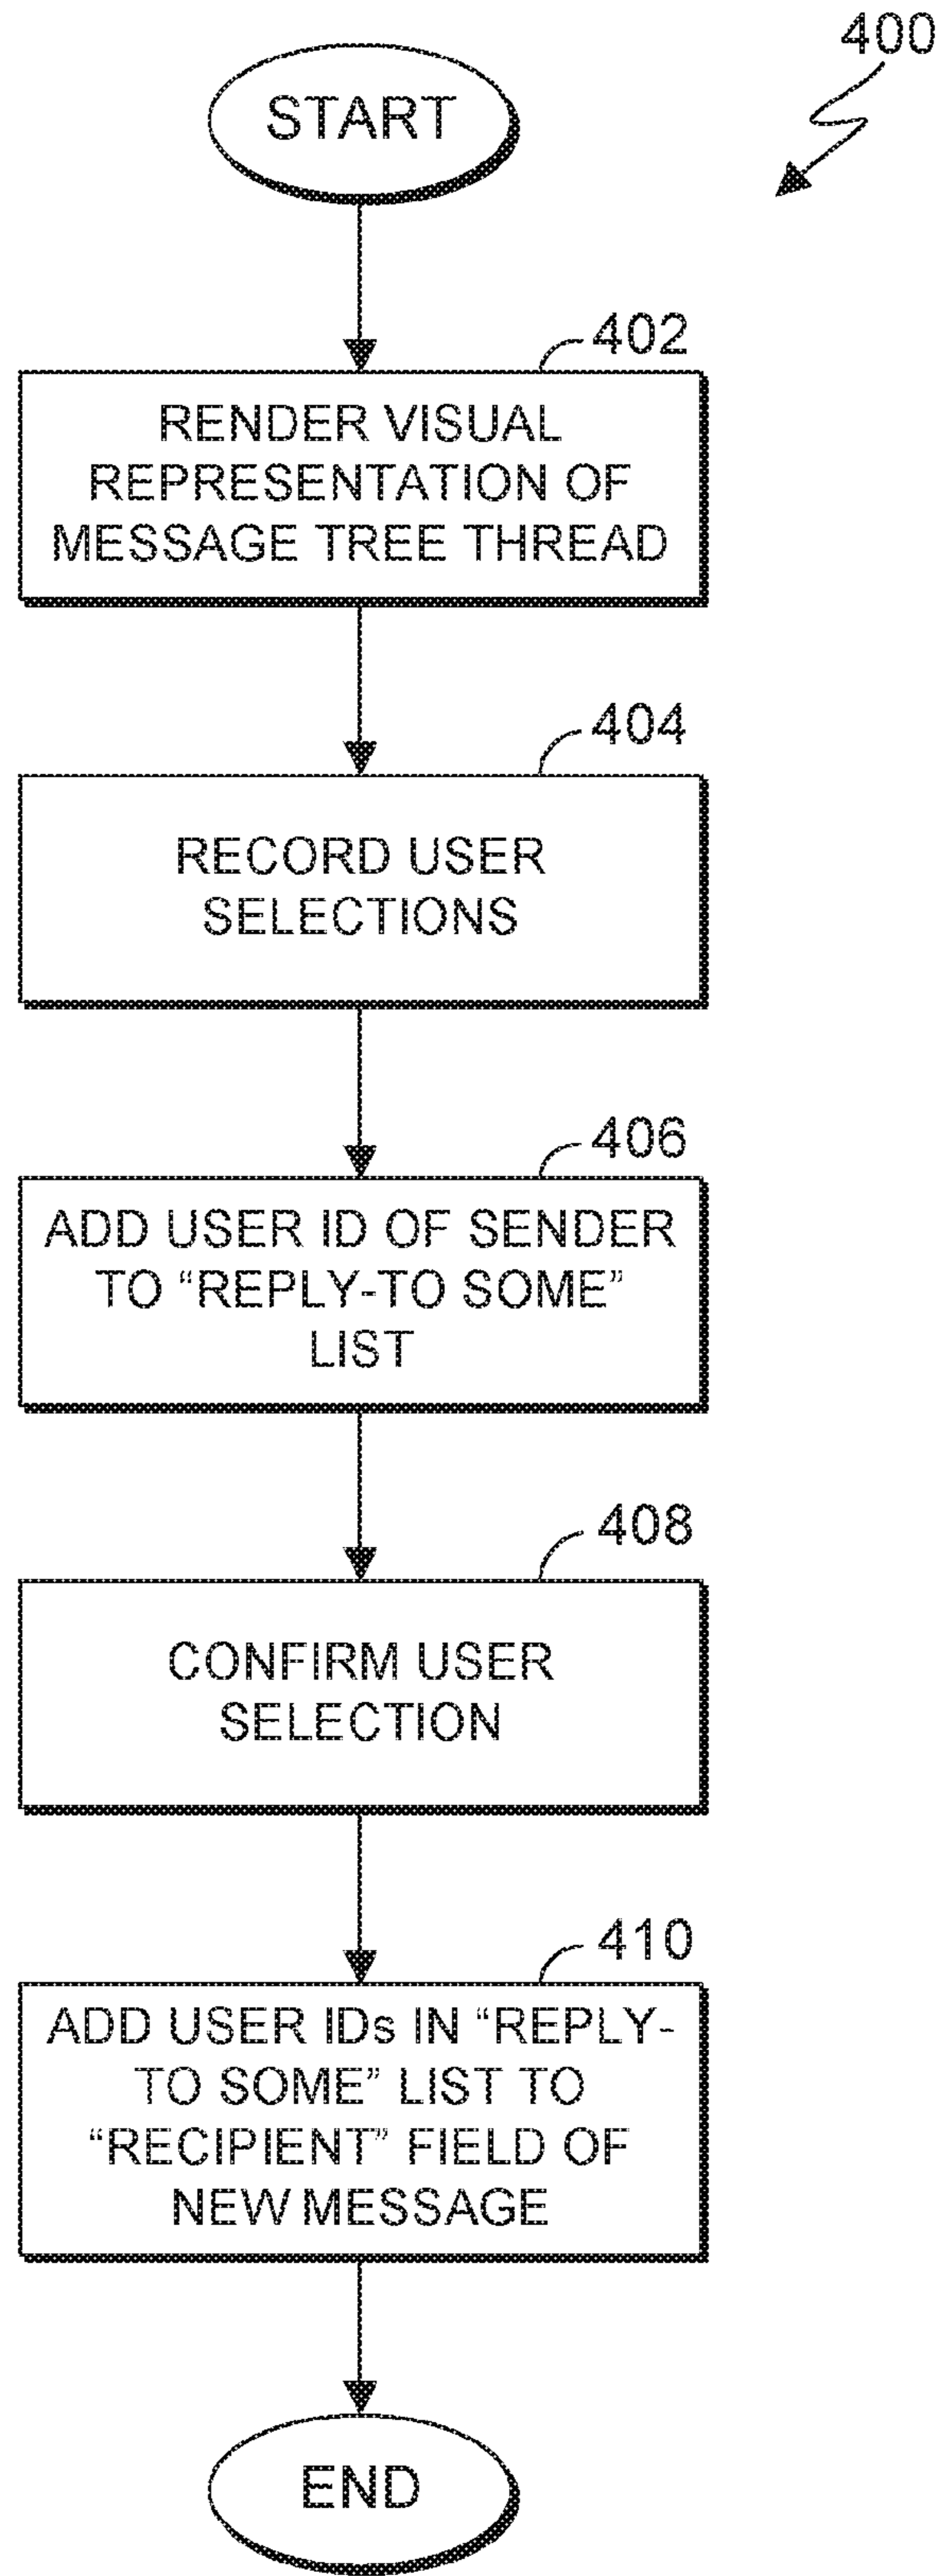 400
START
402
RENDER VISUAL
REPRESENTATION OF
MESSAGE TREE THREAD
404
RECORD USER
SELECTIONS
406
ADD USER ID OF SENDER
TO “REPLY-TO SOME”
LIST
408
CONFIRM USER
SELECTION
410
ADD USER IDs IN “REPLY-
TO SOME” LIST TO
“RECIPIENT” FIELD OF
NEW MESSAGE
END